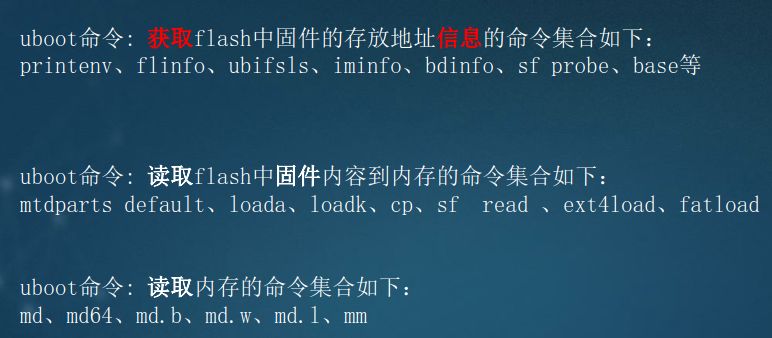 uboot命令: 获取flash中固件的存放地址信息的命令集合如下:
printenv、flinfo、ubifsls、iminfo、bdinfo、sf probe、base等
uboot命令: 读取flash中固件内容到内存的命令集合如下:
mtdparts default、loada、loadk、cp、sf  read 、ext4load、fatload
uboot命令: 读取内存的命令集合如下:
md、md64、md.b、md.w、md.l、mm